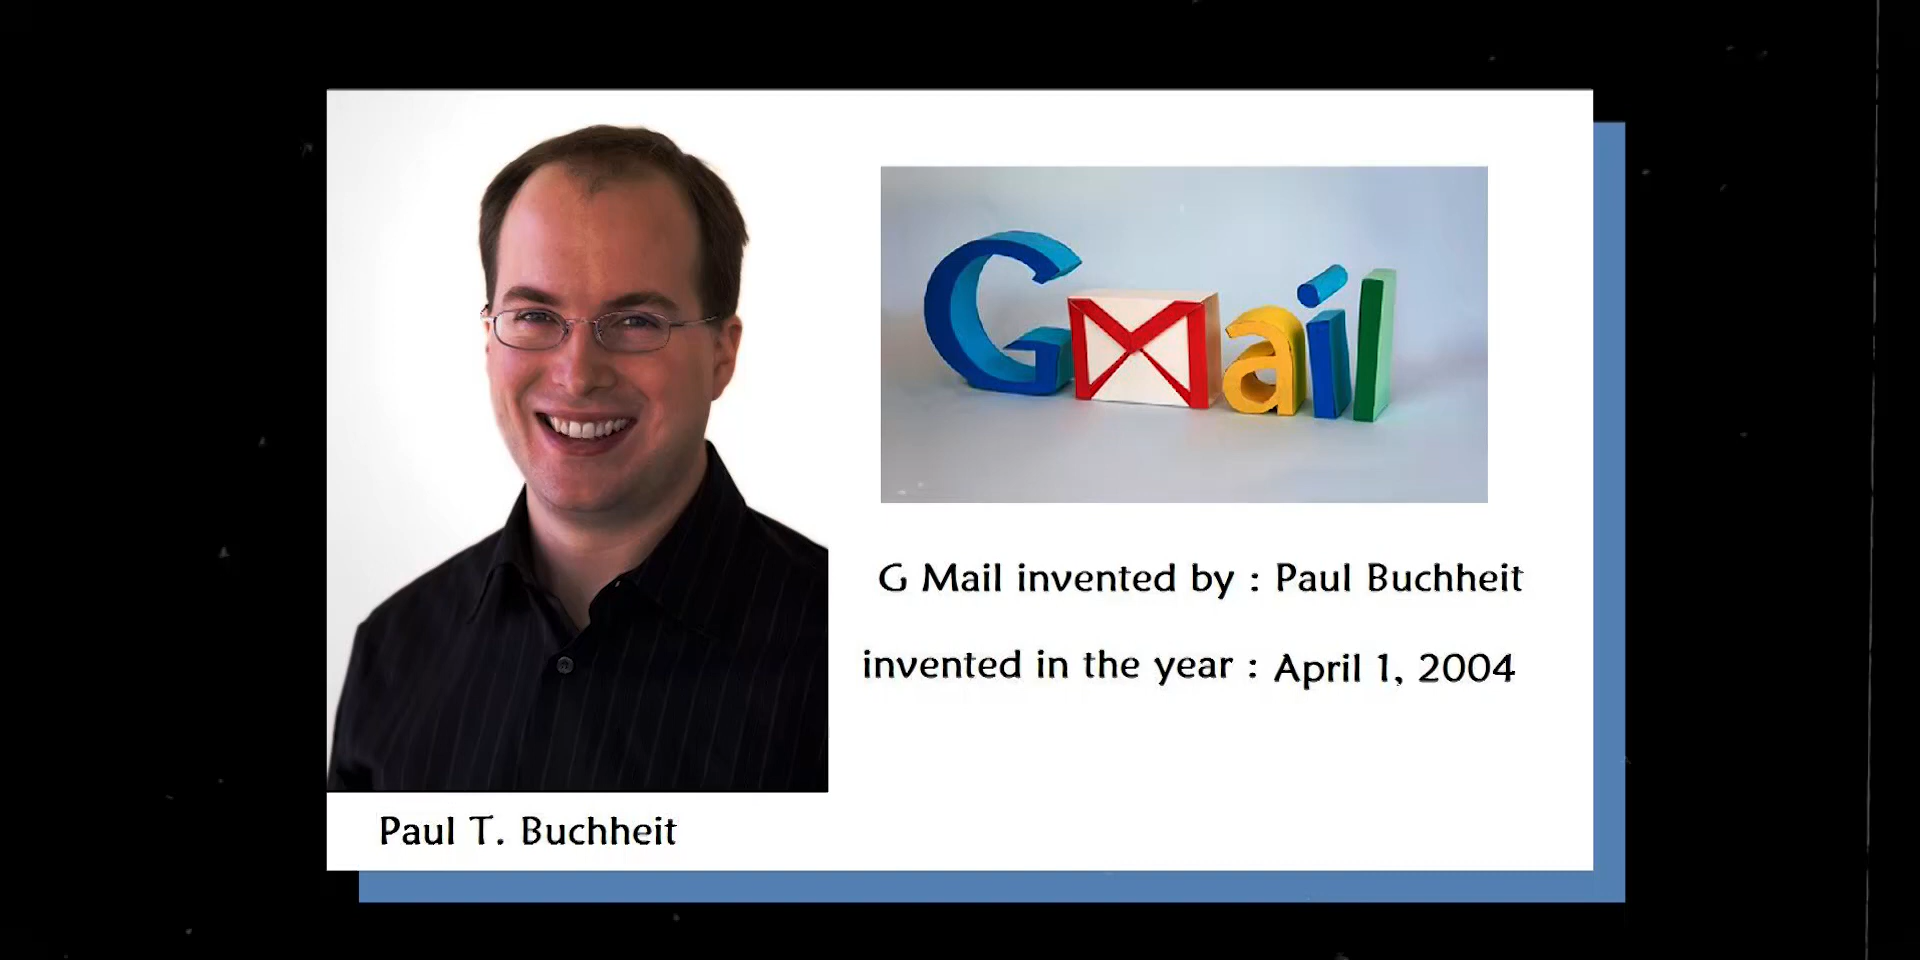 Gmail
G Mail invented by : Paul Buchheit
invented in the year : April 1, 2004
Paul T. Buchheit